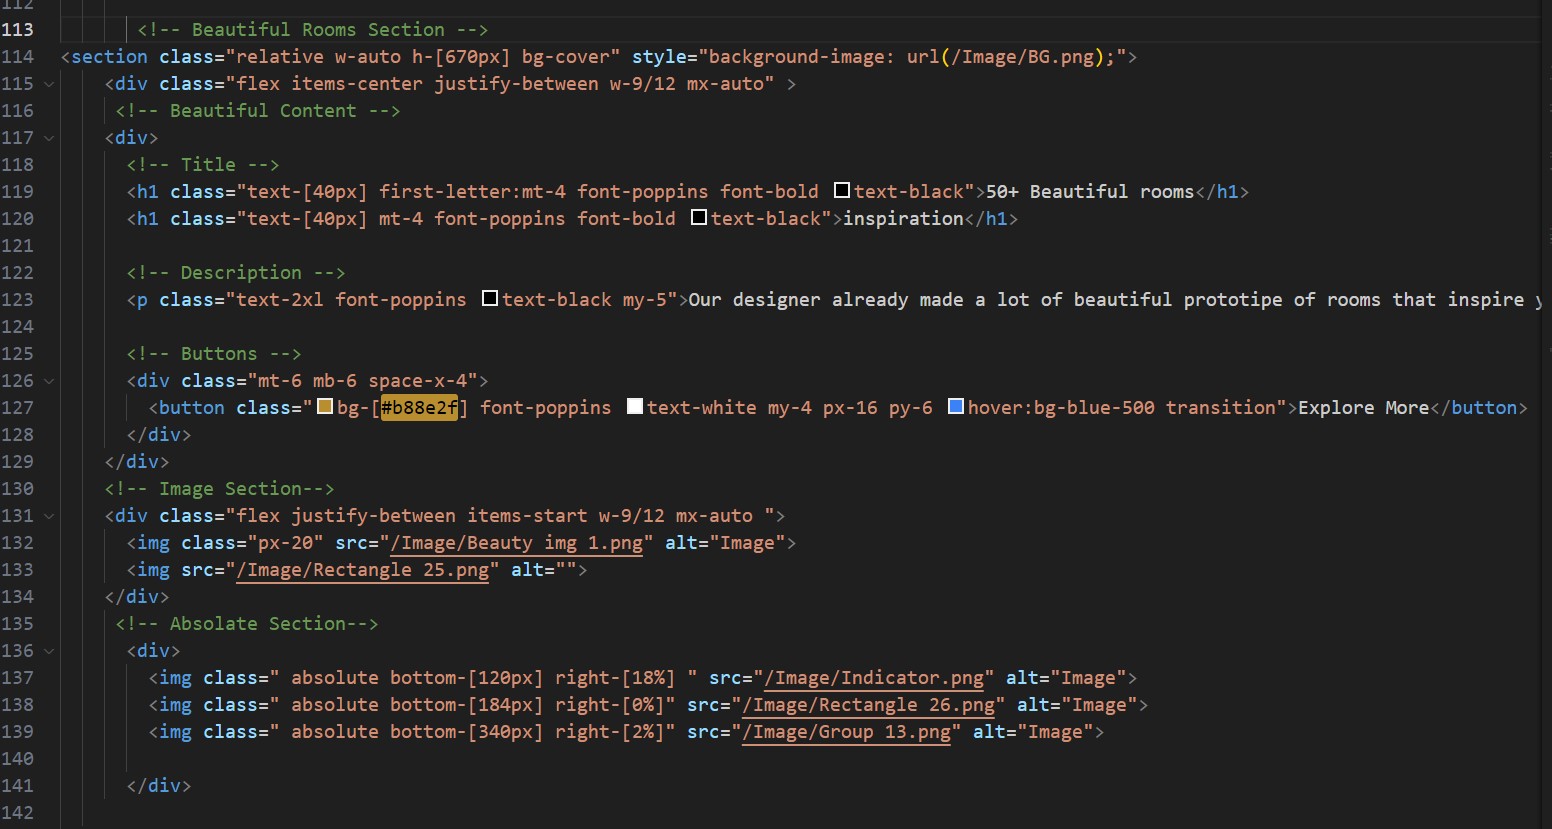 112
113 <!-- Beautiful Rooms Section -->
114 <section class="relative w-auto h-[670px] bg-cover" style="background-image: url(/Image/BG.png);">
115 <div class="flex items-center justify-between w-9/12 mx-auto" >
116 <!-- Beautiful Content -->
117 <div>
118 <!-- Title -->
119 <h1 class="text-[40px] first-letter:mt-4 font-poppins font-bold text-black">50+ Beautiful rooms</h1>
120 <h1 class="text-[40px] mt-4 font-poppins font-bold text-black">inspiration</h1>
121
122 <!-- Description -->
123 <p class="text-2xl font-poppins text-black my-5">Our designer already made a lot of beautiful prototipe of rooms that inspire
124
125 <!-- Buttons -->
126 <div class="mt-6 mb-6 space-x-4">
127 <button class=" bg-[#b88e2f] font-poppins text-white my-4 px-16 py-6 hover:bg-blue-500 transition">Explore More</button>
128 </div>
129 </div>
130 <!-- Image Section-->
131 <div class="flex justify-between items-start w-9/12 mx-auto ">
132 <img class="px-20" src="/Image/Beauty img 1.png" alt="Image">
133 <img src="/Image/Rectangle 25.png" alt="">
134 </div>
135 <!-- Absolate Section-->
136 <div>
137 <img class=" absolute bottom-[120px] right-[18%] " src="/Image/Indicator.png" alt="Image">
138 <img class=" absolute bottom-[184px] right-[0%]" src="/Image/Rectangle 26.png" alt="Image">
139 <img class=" absolute bottom-[340px] right-[2%]" src="/Image/Group 13.png" alt="Image">
140
141 </div>
142